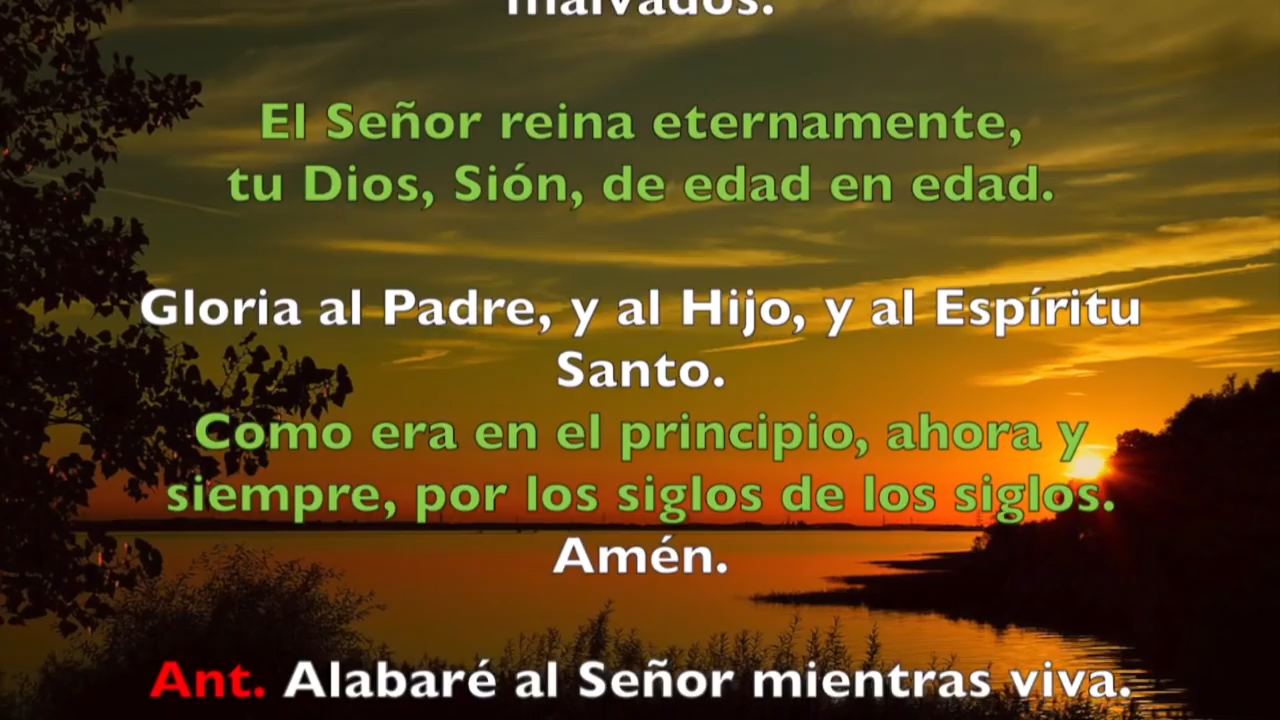 malvados.
El Señor reina eternamente,
tu Dios, Sión, de edad en edad.
Gloria al Padre, y al Hijo, y al Espíritu
Santo.
Como era en el principio, ahora y
siempre, por los siglos de los siglos.
Amén.
Ant. Alabaré al Señor mientras viva.